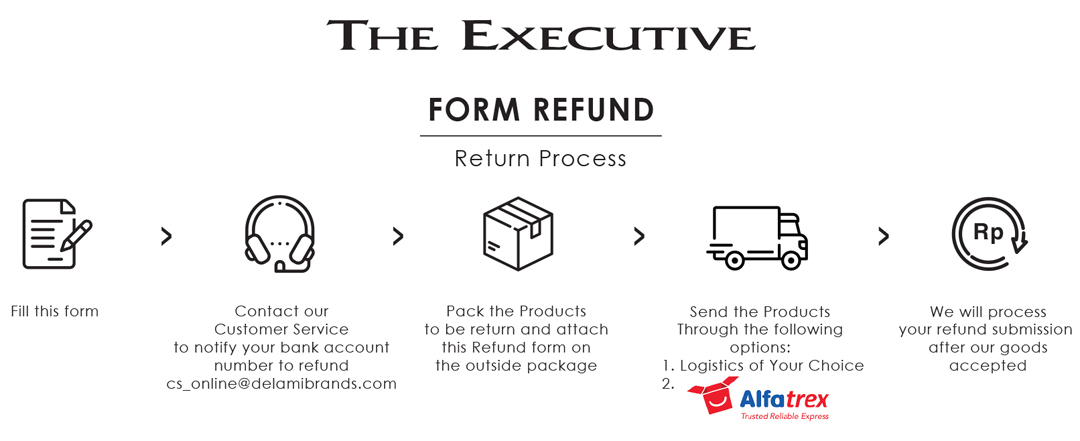 THE EXECUTIVE
FORM REFUND
Return Process
Rp
Fill this form
Contact our
Customer Service
to notify your bank account
number to refund
cs_online@delamibrands.com
Pack the Products
to be return and attach
this Refund form on
the outside package
Send the Products
Through the following
options:
1. Logistics of Your Choice
2.
Alfatrex
Trusted Reliable Express
We will process
your refund submission
after our goods
accepted